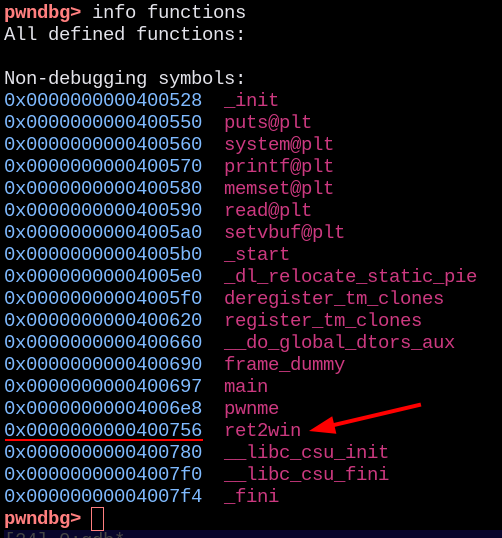 pwndbg> info functions
All defined functions:
Non-debugging symbols:
0x0000000000400528 _init
0x0000000000400550 puts@plt
0x0000000000400560 system@plt
0x0000000000400570 printf@plt
0x0000000000400580 memset@plt
0x0000000000400590 read@plt
0x00000000004005a0 setvbuf@plt
0x00000000004005b0 _start
0x00000000004005e0 _dl_relocate_static_pie
0x00000000004005f0 deregister_tm_clones
0x0000000000400620 register_tm_clones
0x0000000000400660 __do_global_dtors_aux
0x0000000000400690 frame_dummy
0x0000000000400697 main
0x00000000004006e8 pwnme
0x0000000000400756 ret2win
0x0000000000400780 __libc_csu_init
0x00000000004007f0 __libc_csu_fini
0x00000000004007f4 _fini
pwndbg>